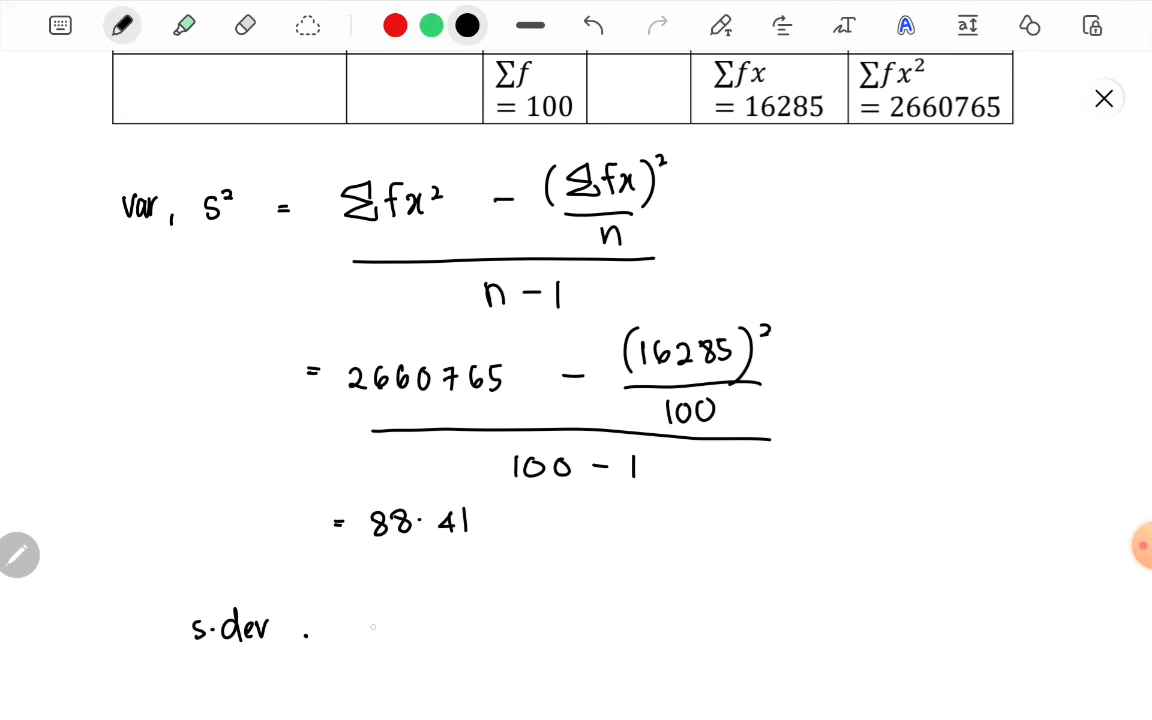 ∑f
= 100
∑fx
= 16285
∑fx²
= 2660765
var, s² = ∑fx² - (∑fx)²
n
n - 1
= 2660765 - (16285)²
100
100 - 1
= 88.41
s.dev .